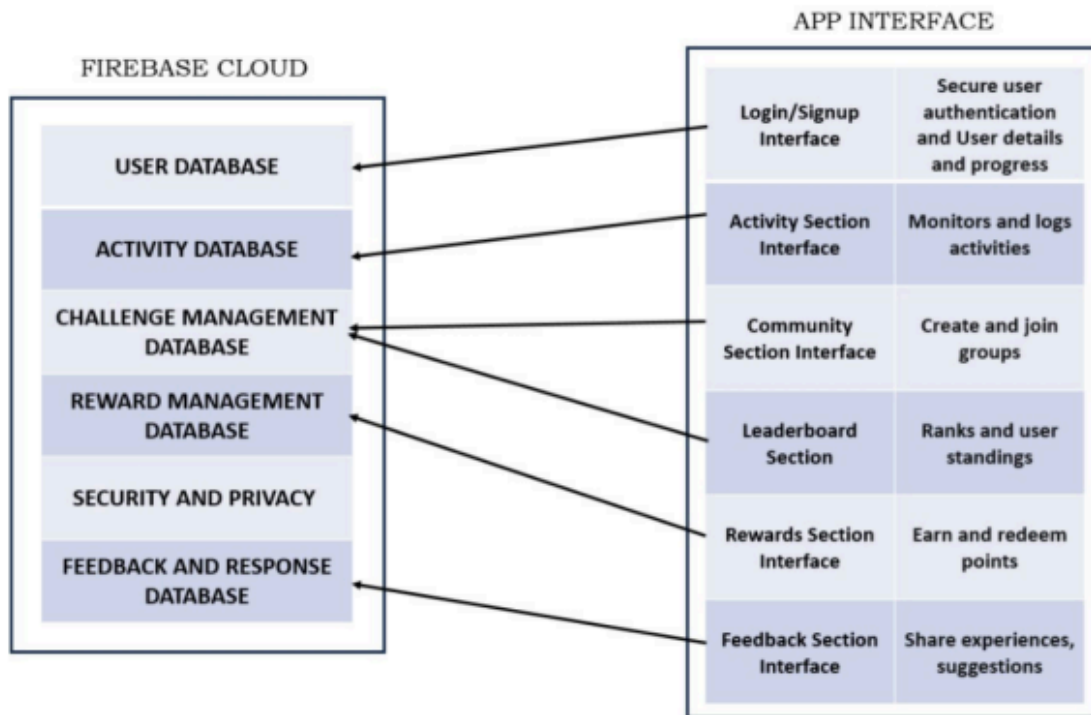 APP INTERFACE
FIREBASE CLOUD
USER DATABASE
ACTIVITY DATABASE
CHALLENGE MANAGEMENT
DATABASE
REWARD MANAGEMENT
DATABASE
SECURITY AND PRIVACY
FEEDBACK AND RESPONSE
DATABASE
Login/Signup
Interface
Secure user
authentication
and User details
and progress
Activity Section
Interface
Monitors and logs
activities
Community
Section Interface
Create and join
groups
Leaderboard
Section
Ranks and user
standings
Rewards Section
Interface
Earn and redeem
points
Feedback Section
Interface
Share experiences,
suggestions